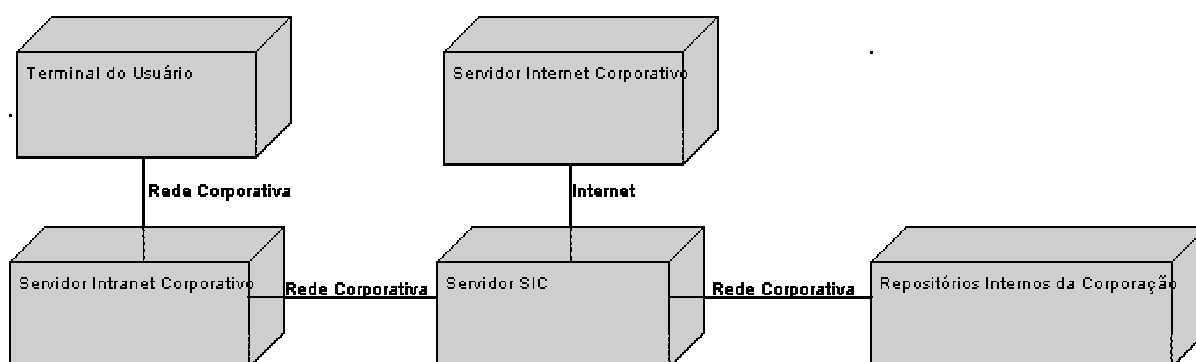 Terminal do Usuário
Servidor Internet Corporativo
Rede Corporativa
Internet
Servidor Intranet Corporativo
Rede Corporativa
Servidor SIC
Rede Corporativa
Repositórios Internos da Corporação